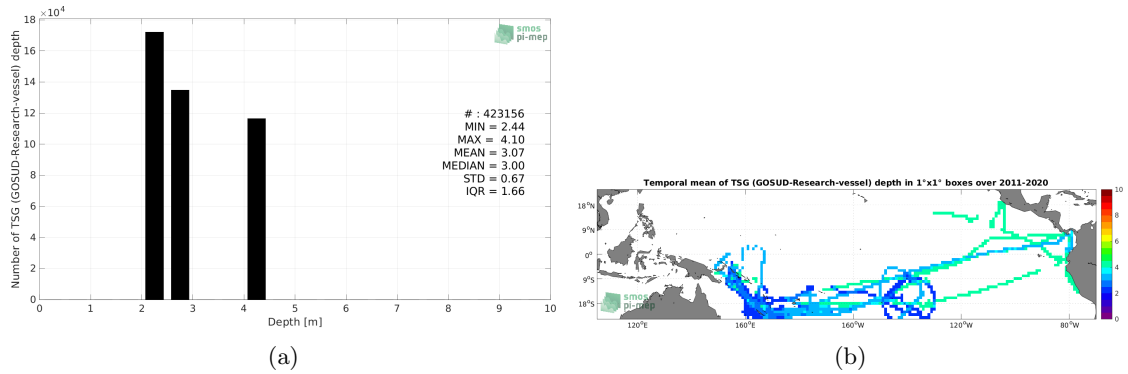 18 ×10⁴
16
14
12
10
8
6
4
2
0
Number of TSG (GOSUD-Research-vessel) depth
0 1 2 3 4 5 6 7 8 9 10
Depth [m]
smos
pi-mep
# : 423156
MIN = 2.44
MAX = 4.10
MEAN = 3.07
MEDIAN = 3.00
STD = 0.67
IQR = 1.66
(a)
Temporal mean of TSG (GOSUD-Research-vessel) depth in 1°x1° boxes over 2011-2020
18°N
9°N
0°
9°S
18°S
120°E 160°E 160°W 120°W 80°W
smos
pi-mep
10
8
6
4
2
0
(b)